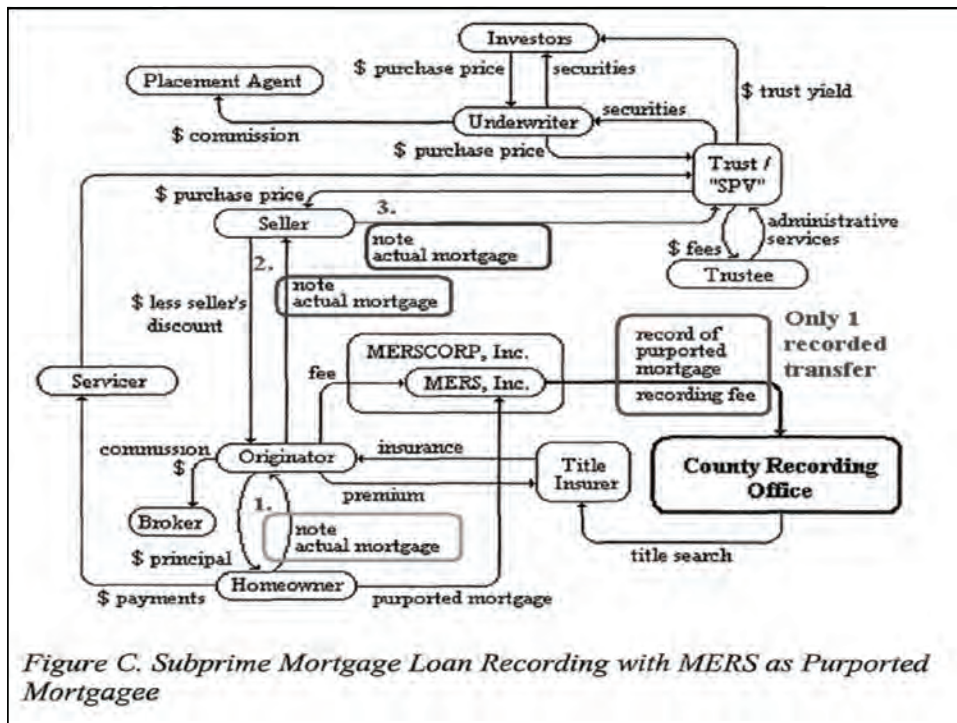 Investors
$ purchase price
securities
$ trust yield
Placement Agent
securities
Underwriter
$ commission
$ purchase price
Trust /
"SPV"
$ purchase price
3.
Seller
administrative
services
note
actual mortgage
$ fees
Trustee
2.
note
actual mortgage
$ less seller's
discount
Only 1
recorded
transfer
record of
purported
mortgage
recording fee
MERSCORP, Inc.
Servicer
fee
MERS, Inc.
commission
$
Originator
insurance
Title
Insurer
County Recording
Office
premium
Broker
1.
note
actual mortgage
$ principal
title search
Homeowner
$ payments
purported mortgage
Figure C. Subprime Mortgage Loan Recording with MERS as Purported
Mortgagee